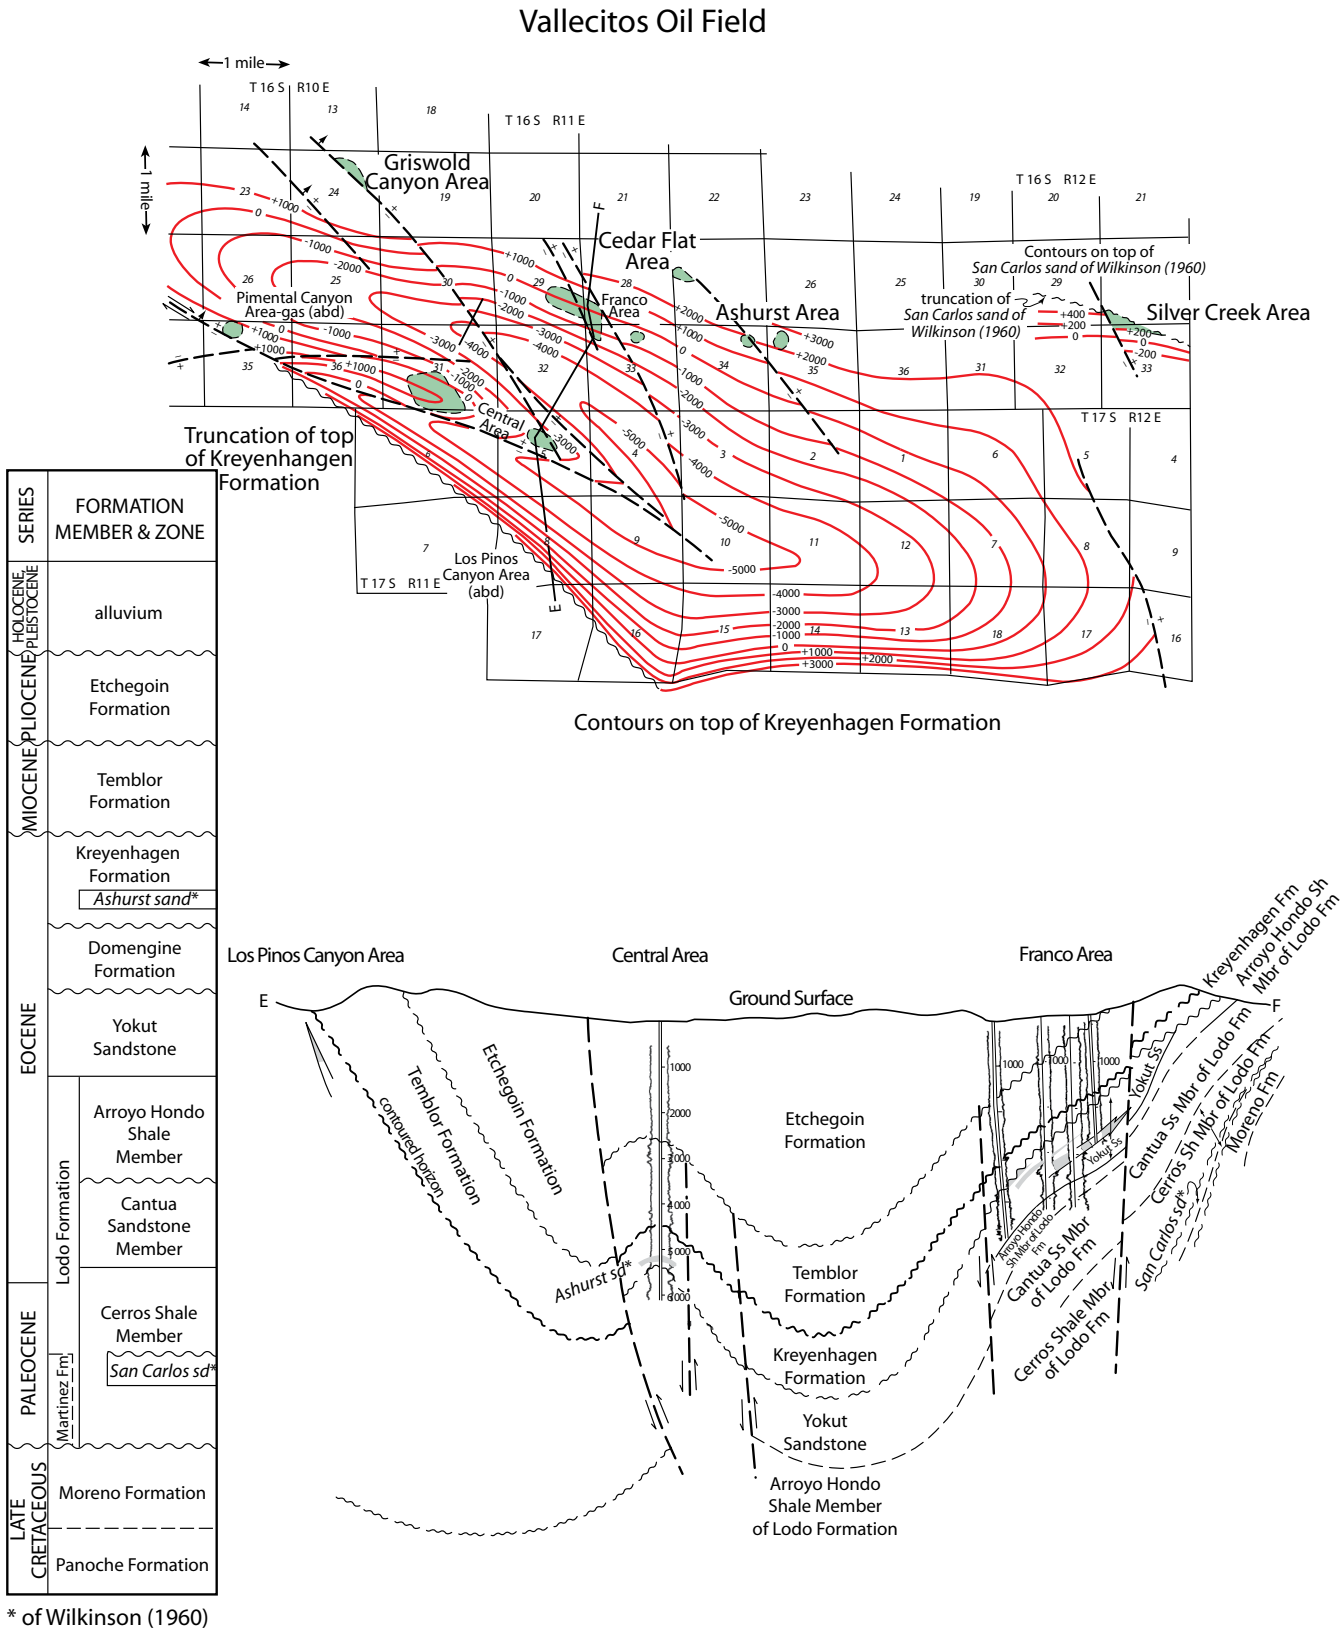 Vallecitos Oil Field
1 mile
T 16 S R10 E
14
13
18
T 16 S R11 E
1 mile
Griswold
Canyon Area
23
24
19
20
21
22
23
24
T 16 S R12 E
19
20
21
+1000
0
-1000
-2000
F
Cedar Flat
Area
Contours on top of
San Carlos sand of Wilkinson (1960)
+1000
0
-1000
-2000
-3000
-4000
26
25
30
29
28
26
25
30
29
Pimental Canyon
Area-gas (abd)
Franco
Area
+2000
+1000
0
-1000
-2000
-3000
-4000
Ashurst Area
+3000
+2000
truncation of
San Carlos sand of
Wilkinson (1960)
+400
+200
0
+200
0
-200
Silver Creek Area
+1000
+1000
0
-1000
+1000
0
-3000
-4000
-2000
-1000
0
35
36
31
32
33
34
35
36
31
32
33
Central
Area
-3000
-5000
T 17 S R12 E
Truncation of top
of Kreyenhangen
Formation
6
5
4
3
2
1
6
5
4
-5000
-5000
7
8
9
10
11
12
7
8
9
Los Pinos
Canyon Area
(abd)
T 17 S R11 E
E
-4000
-3000
-2000
-1000
0
+1000
+2000
+3000
17
16
15
14
13
18
17
16
Contours on top of Kreyenhagen Formation
SERIES
FORMATION
MEMBER & ZONE
HOLOCENE
PLEISTOCENE
alluvium
PLIOCENE
Etchegoin
Formation
MIOCENE
Temblor
Formation
EOCENE
Kreyenhagen
Formation
Ashurst sand*
Domengine
Formation
Yokut
Sandstone
Lodo Formation
Arroyo Hondo
Shale
Member
Cantua
Sandstone
Member
PALEOCENE
Cerros Shale
Member
Martinez Fm
San Carlos sd*
LATE
CRETACEOUS
Moreno Formation
Panoche Formation
* of Wilkinson (1960)
Los Pinos Canyon Area
Central Area
Franco Area
E
Ground Surface
F
Kreyenhagen Fm
Arroyo Hondo Sh
Mbr of Lodo Fm
contoured horizon
Temblor Formation
Etchegoin Formation
1000
2000
3000
4000
5000
6000
Ashurst sd*
Etchegoin
Formation
Temblor
Formation
Kreyenhagen
Formation
Yokut
Sandstone
Arroyo Hondo
Shale Member
of Lodo Formation
1000
1000
1000
Yokut Ss
Yokut Ss
Arroyo Hondo
Sh Mbr of Lodo
Fm
Cantua Ss Mbr
of Lodo Fm
Cerros Shale Mbr
of Lodo Fm
Cantua Ss Mbr of Lodo Fm
Cerros Sh Mbr of Lodo Fm
San Carlos sd*
Moreno Fm